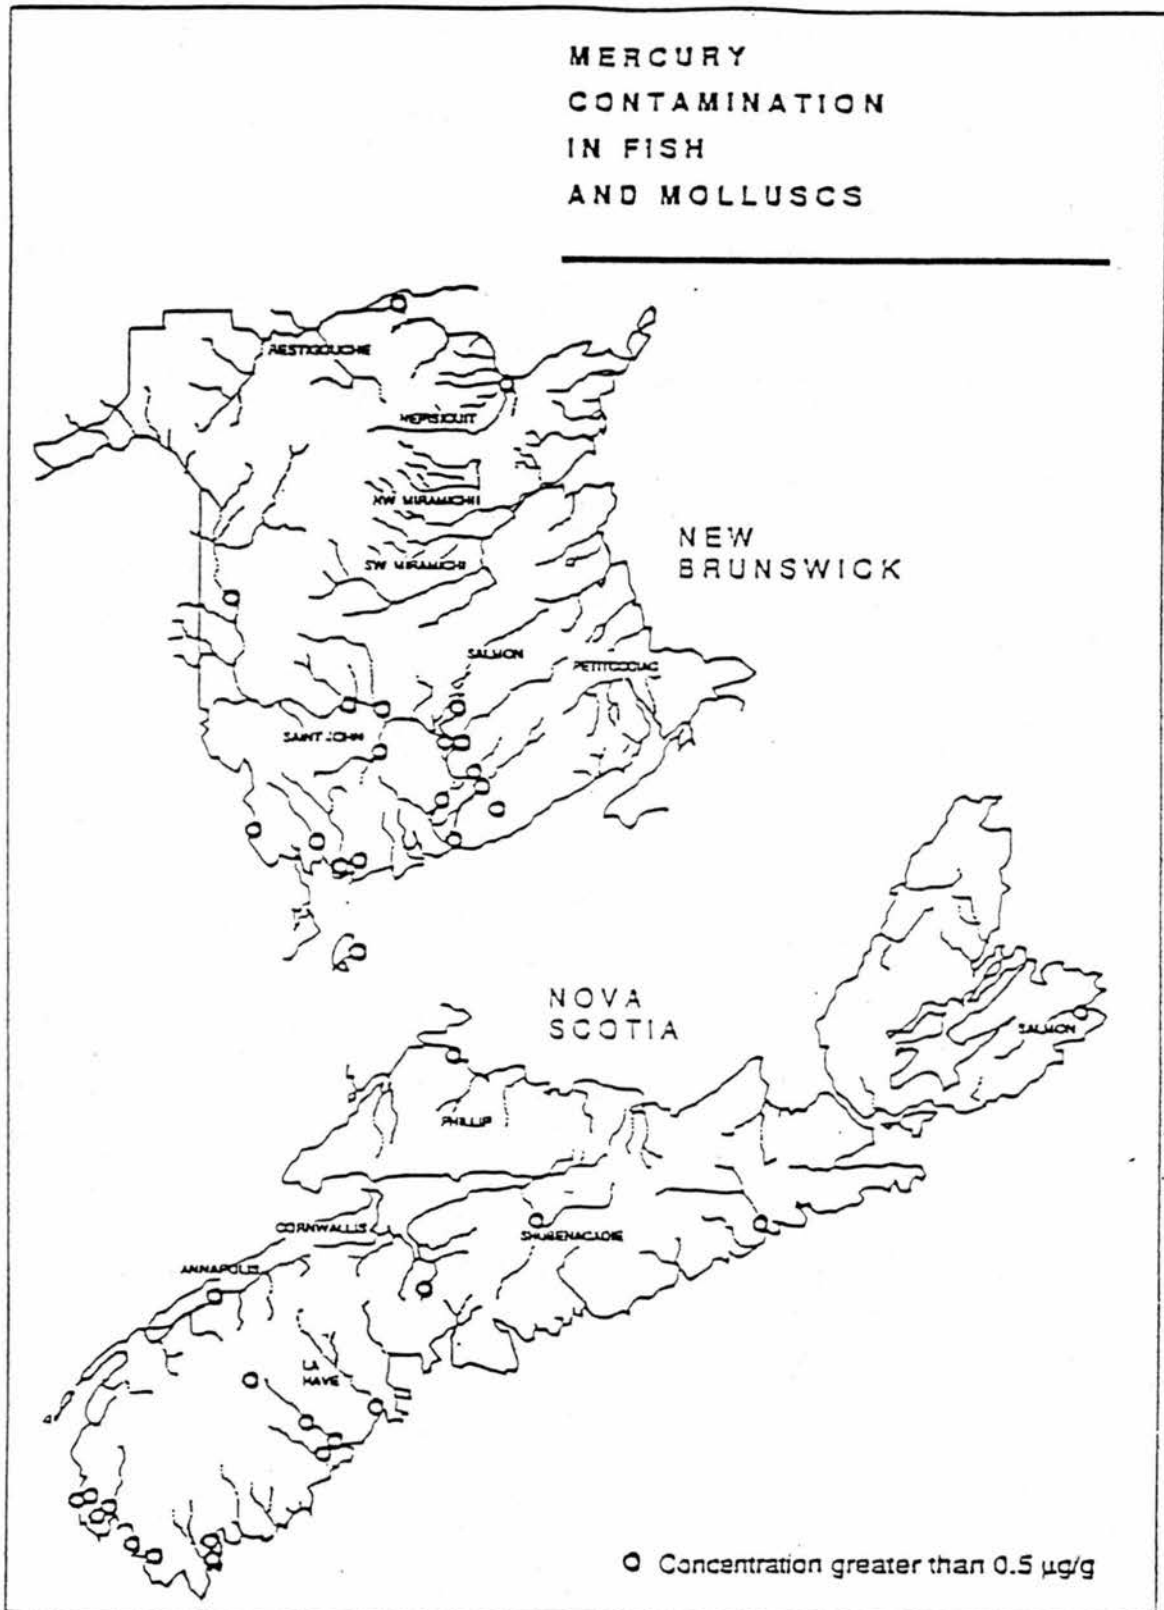 MERCURY
CONTAMINATION
IN FISH
AND MOLLUSCS
RESTIGOUCHE
NEPISIQUIT
NW MIRAMICHI
NEW
BRUNSWICK
SW MIRAMICHI
SALMON
PETITCODIAC
SAINT JOHN
NOVA
SCOTIA
SALMON
PHILLIP
CORNWALLIS
SHUBENACADIE
ANNAPOLIS
LA
HAVE
Concentration greater than 0.5 µg/g